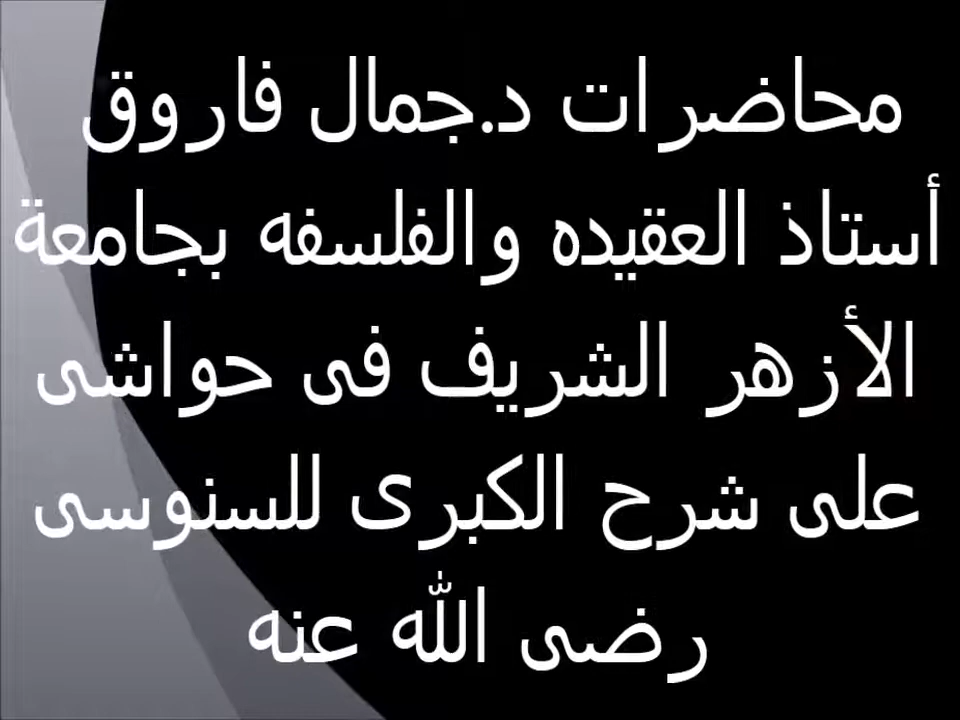 محاضرات د.جمال فاروق
أستاذ العقيده والفلسفه بجامعة
الأزهر الشريف فى حواشى
على شرح الكبرى للسنوسى
رضى الله عنه